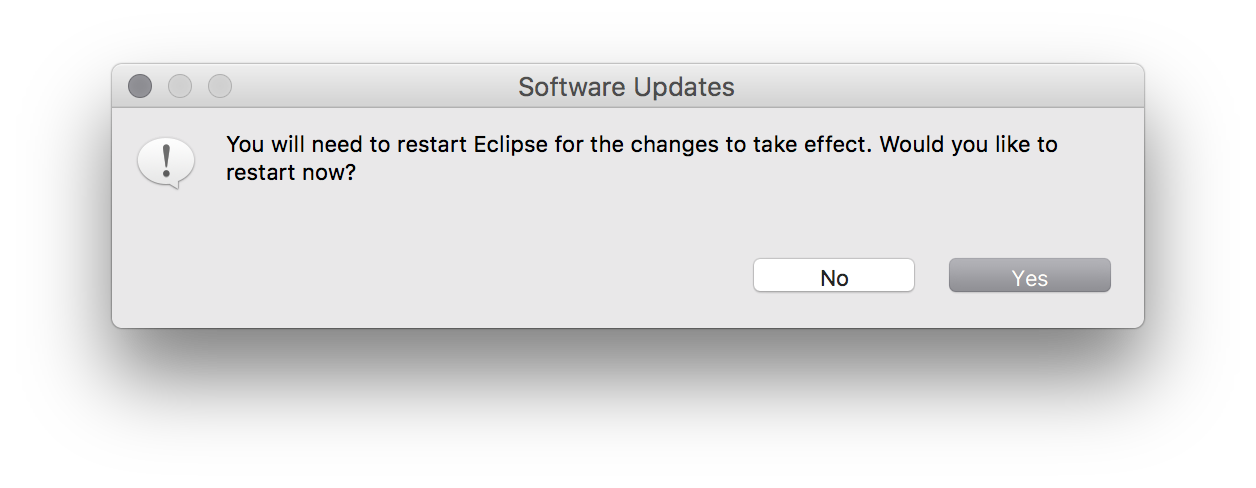 Software Updates
You will need to restart Eclipse for the changes to take effect. Would you like to
restart now?
No
Yes